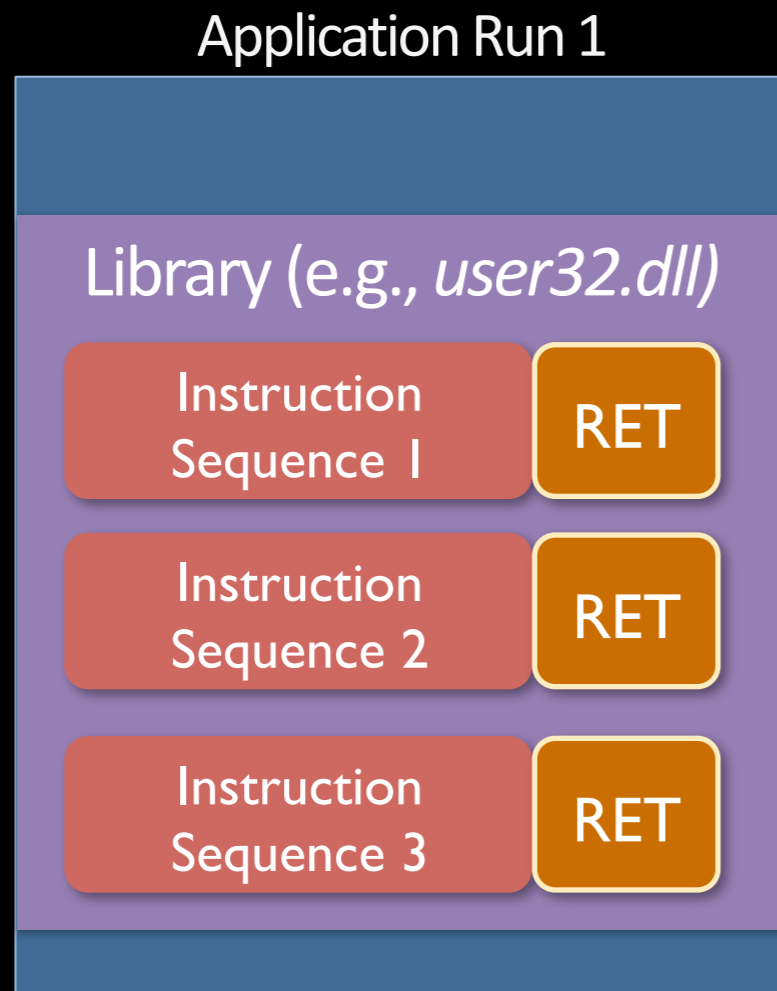 Application Run 1
Library (e.g., user32.dll)
Instruction
Sequence 1
RET
Instruction
Sequence 2
RET
Instruction
Sequence 3
RET